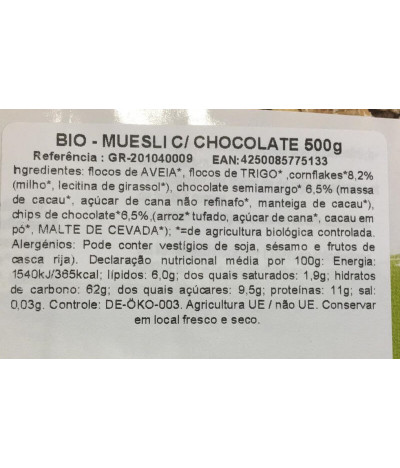 BIO - MUESLI C/ CHOCOLATE 500g
Referência : GR-201040009 EAN:4250085775133
Ingredientes: flocos de AVEIA*, flocos de TRIGO* ,cornflakes*8,2%
(milho*, lecitina de girassol*), chocolate semiamargo* 6,5% (massa
de cacau*, açúcar de cana não refinado*, manteiga de cacau*),
chips de chocolate*6,5%,(arroz* tufado, açúcar de cana*, cacau em
pó*, MALTE DE CEVADA*); *=de agricultura biológica controlada.
Alergénios: Pode conter vestígios de soja, sésamo e frutos de
casca rija). Declaração nutricional média por 100g: Energia:
1540kJ/365kcal; lípidos: 6,0g; dos quais saturados: 1,9g; hidratos
de carbono: 62g; dos quais açúcares: 9,5g; proteínas: 11g; sal:
0,03g. Controle: DE-ÖKO-003. Agricultura UE / não UE. Conservar
em local fresco e seco.